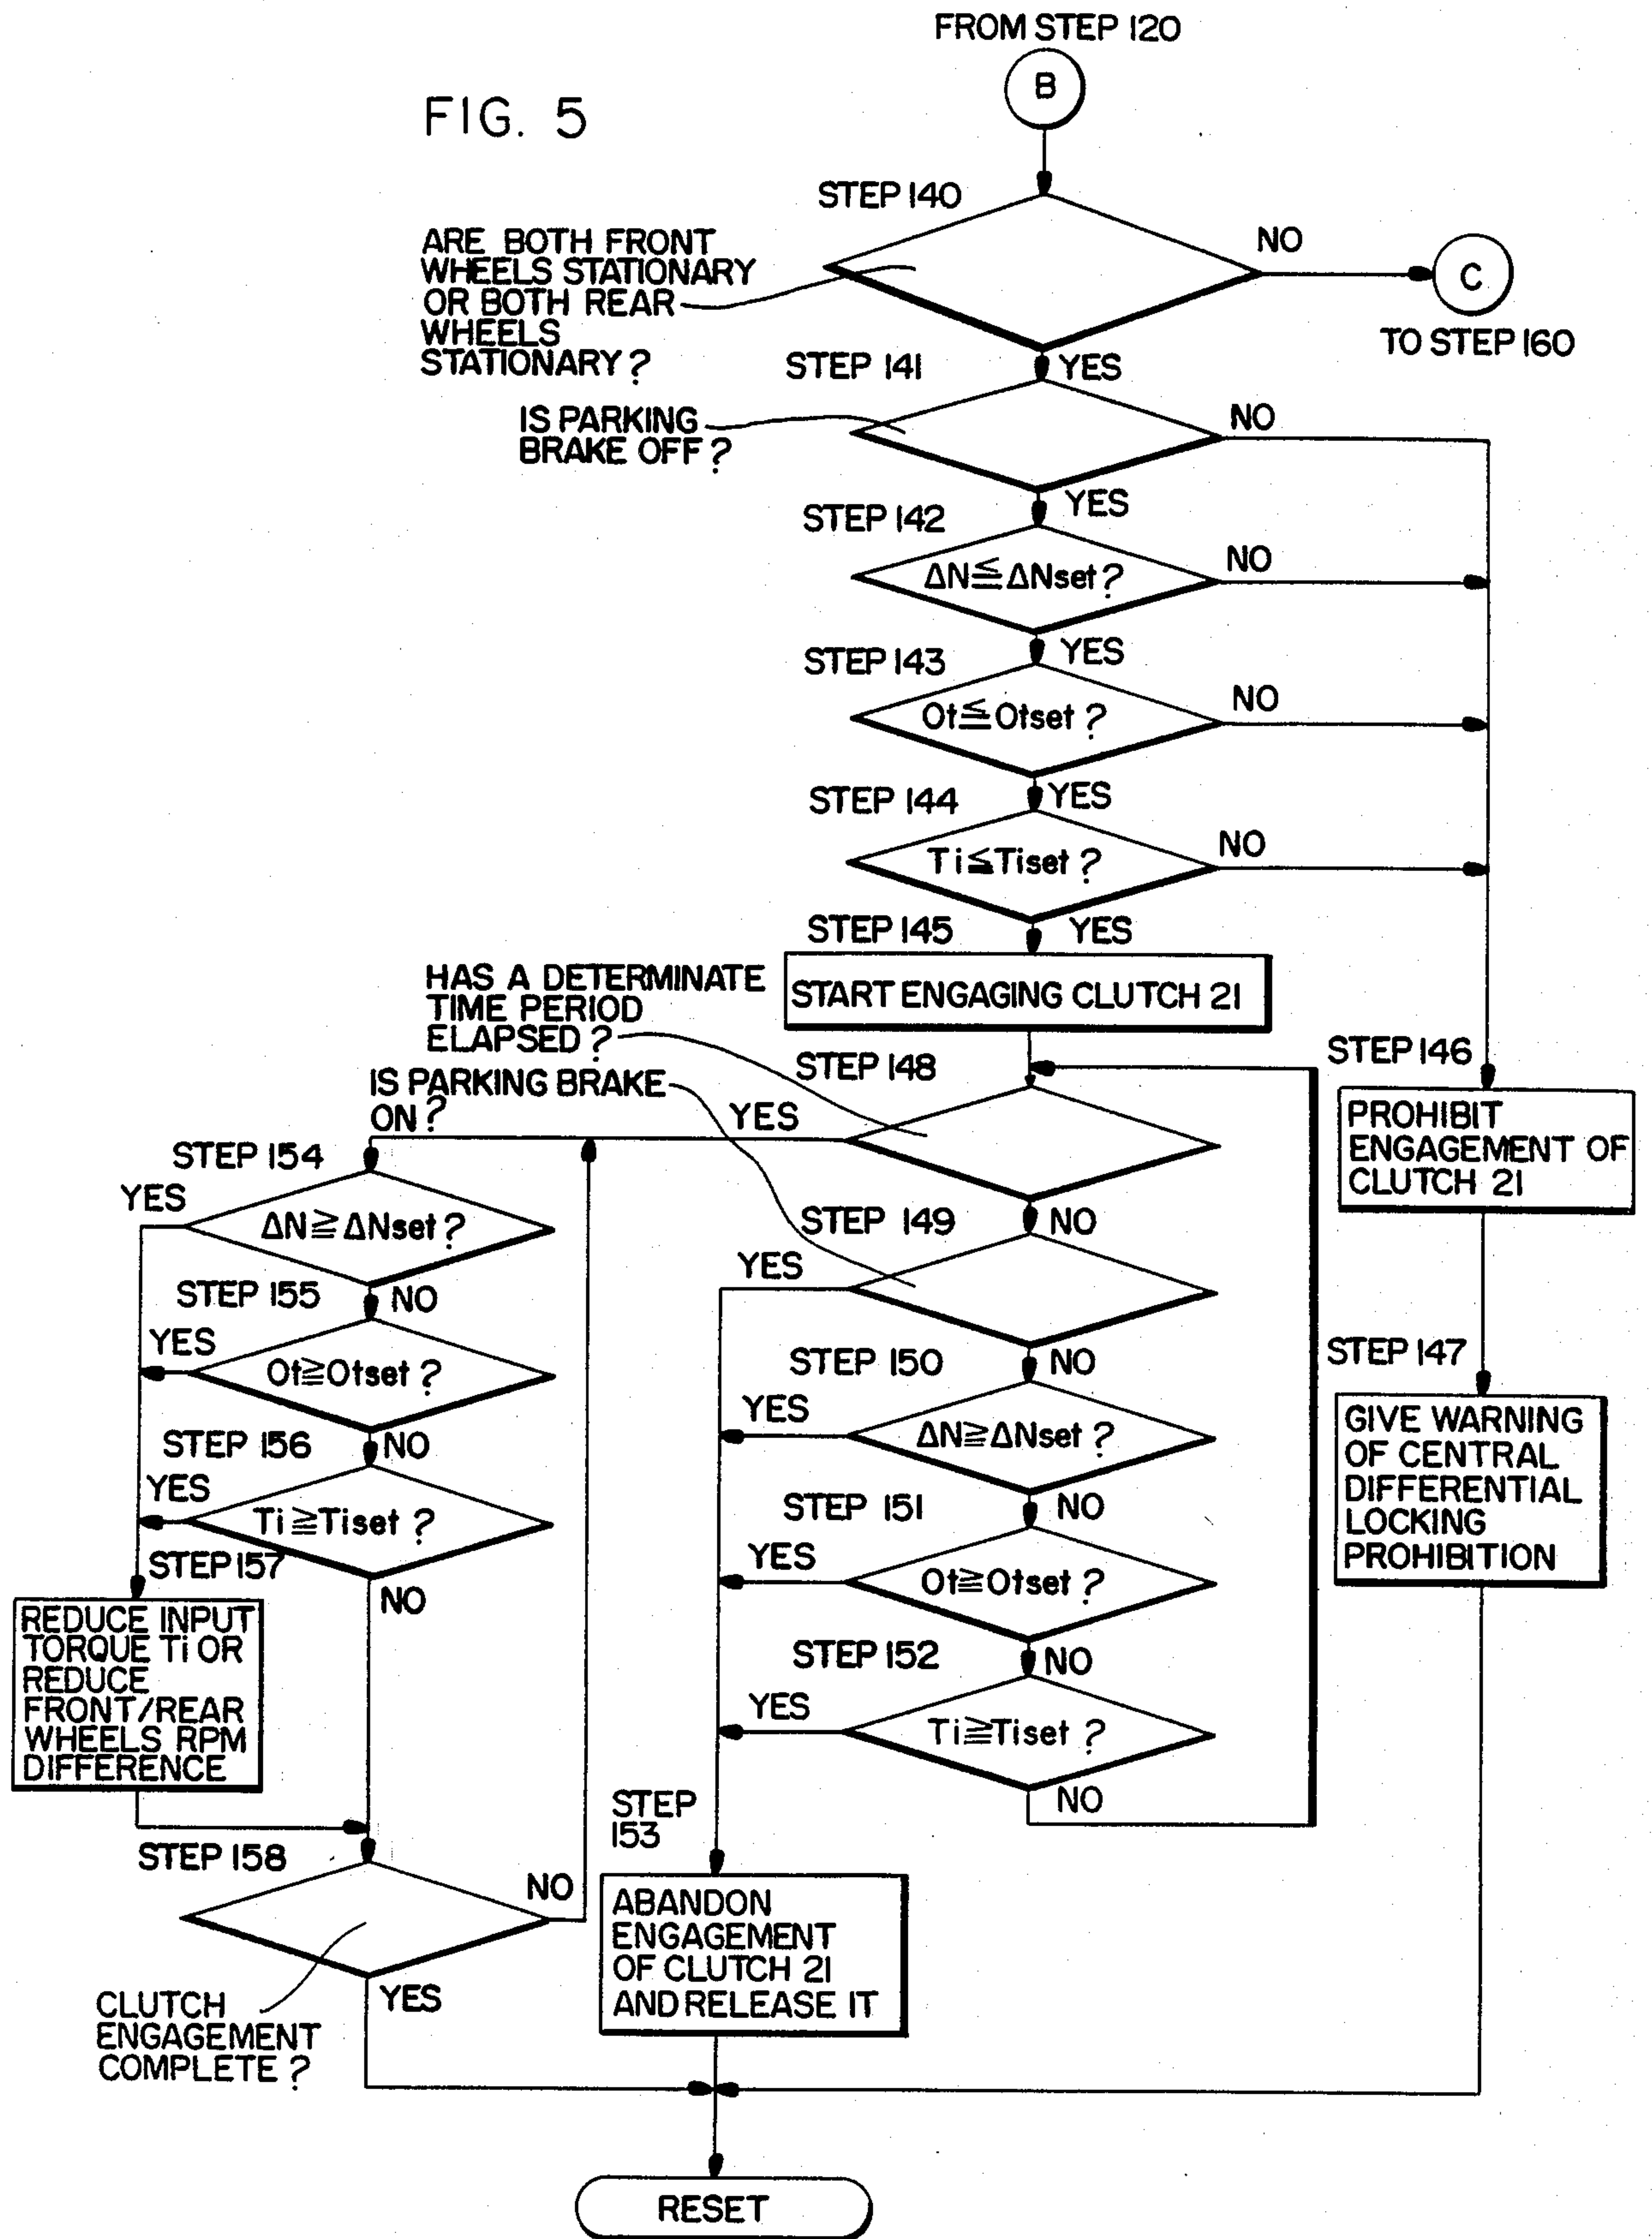 FROM STEP 120
B
FIG. 5
STEP 140
ARE BOTH FRONT
WHEELS STATIONARY
OR BOTH REAR
WHEELS
STATIONARY?
NO
C
TO STEP 160
YES
STEP 141
IS PARKING
BRAKE OFF?
NO
YES
STEP 142
ΔN≦ΔNset?
NO
YES
STEP 143
Ot≦Otset?
NO
YES
STEP 144
Ti≦Tiset?
NO
YES
STEP 145
START ENGAGING CLUTCH 21
HAS A DETERMINATE
TIME PERIOD
ELAPSED?
STEP 148
YES
NO
IS PARKING BRAKE
ON?
STEP 149
YES
NO
STEP 150
ΔN≧ΔNset?
YES
NO
STEP 151
Ot≧Otset?
YES
NO
STEP 152
Ti≧Tiset?
YES
NO
STEP
153
ABANDON
ENGAGEMENT
OF CLUTCH 21
AND RELEASE IT
STEP 146
PROHIBIT
ENGAGEMENT OF
CLUTCH 21
STEP 147
GIVE WARNING
OF CENTRAL
DIFFERENTIAL
LOCKING
PROHIBITION
STEP 154
YES
ΔN≧ΔNset?
NO
STEP 155
YES
Ot≧Otset?
NO
STEP 156
YES
Ti≧Tiset?
NO
STEP 157
REDUCE INPUT
TORQUE Ti OR
REDUCE
FRONT/REAR
WHEELS RPM
DIFFERENCE
STEP 158
NO
YES
CLUTCH
ENGAGEMENT
COMPLETE?
RESET